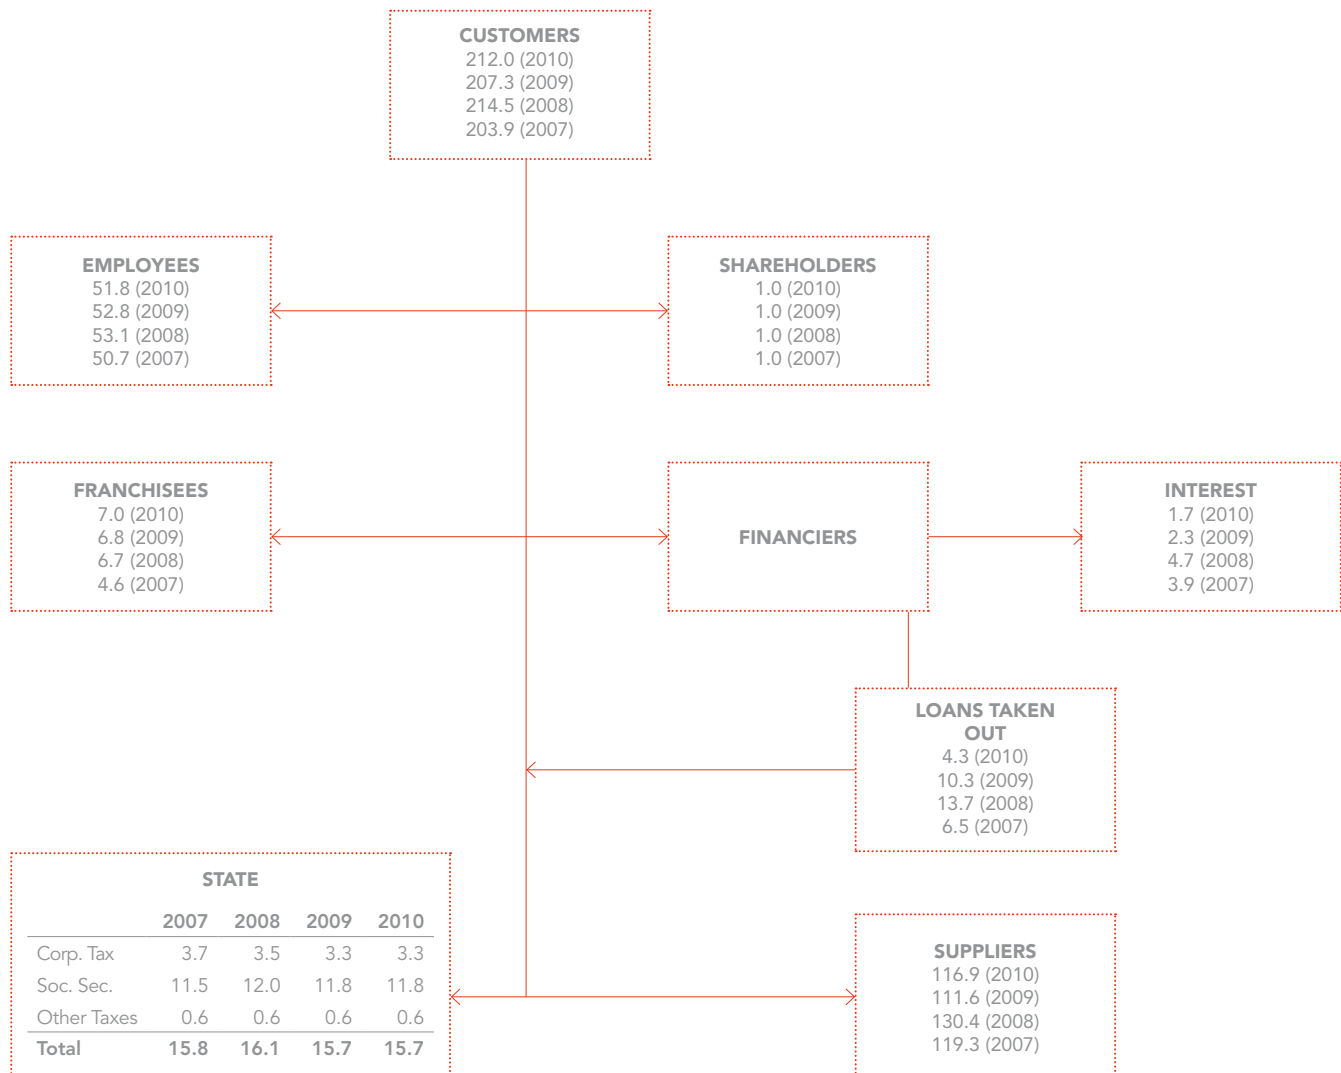 CUSTOMERS
212.0 (2010)
207.3 (2009)
214.5 (2008)
203.9 (2007)
EMPLOYEES
51.8 (2010)
52.8 (2009)
53.1 (2008)
50.7 (2007)
SHAREHOLDERS
1.0 (2010)
1.0 (2009)
1.0 (2008)
1.0 (2007)
FRANCHISEES
7.0 (2010)
6.8 (2009)
6.7 (2008)
4.6 (2007)
FINANCIERS
INTEREST
1.7 (2010)
2.3 (2009)
4.7 (2008)
3.9 (2007)
LOANS TAKEN
OUT
4.3 (2010)
10.3 (2009)
13.7 (2008)
6.5 (2007)
STATE
2007 2008 2009 2010
Corp. Tax 3.7 3.5 3.3 3.3
Soc. Sec. 11.5 12.0 11.8 11.8
Other Taxes 0.6 0.6 0.6 0.6
Total 15.8 16.1 15.7 15.7
SUPPLIERS
116.9 (2010)
111.6 (2009)
130.4 (2008)
119.3 (2007)